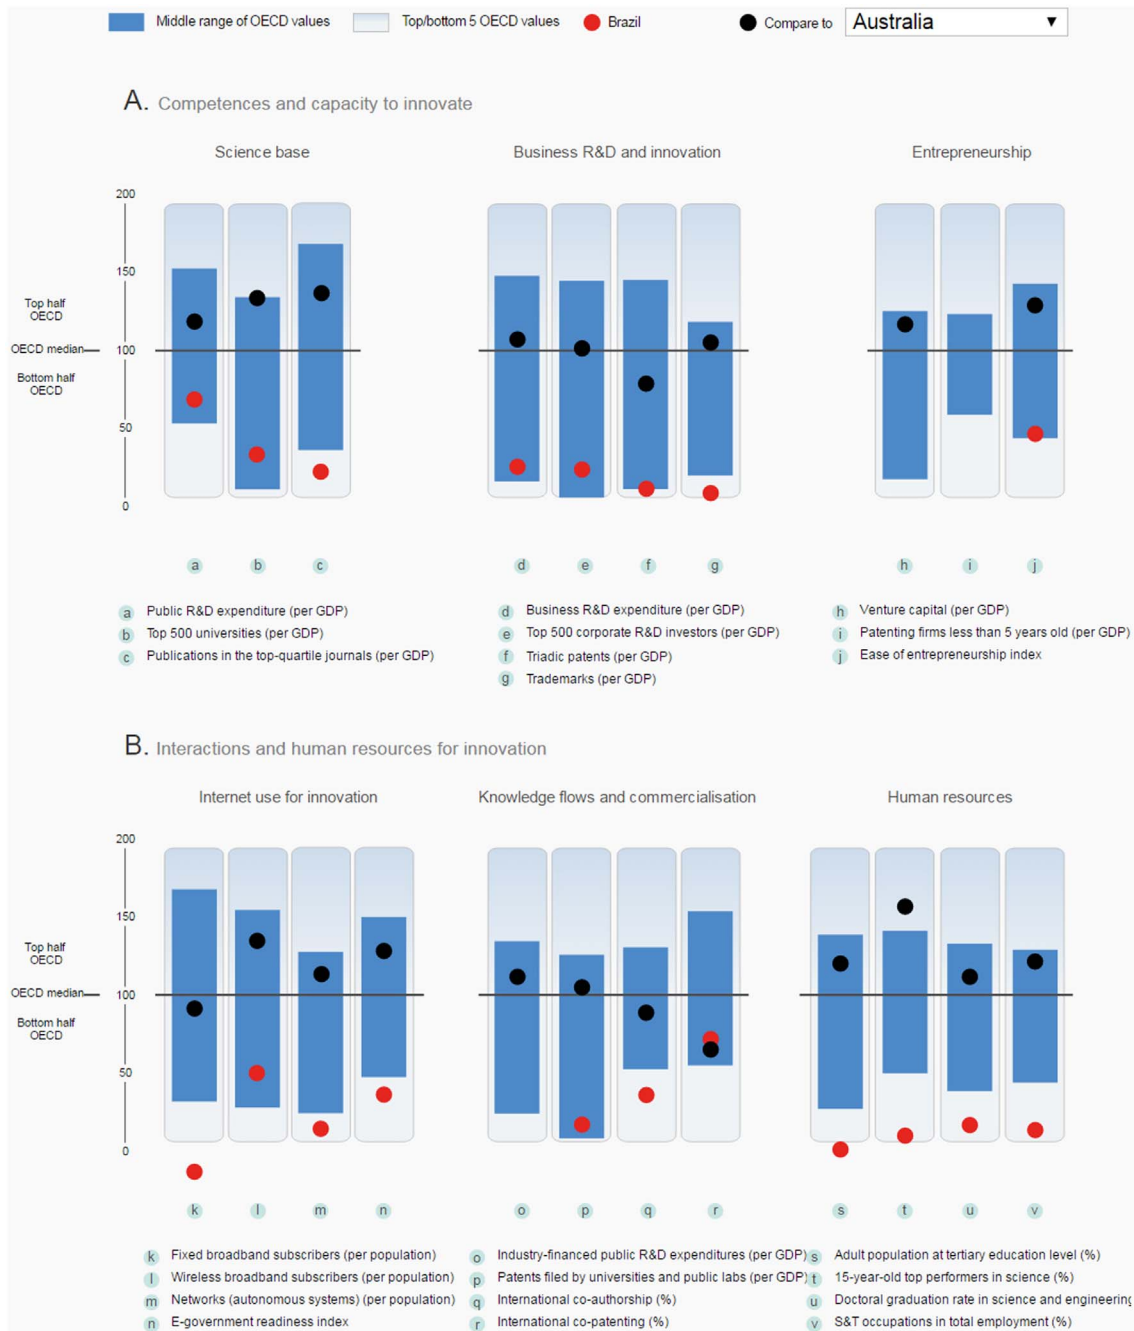 Middle range of OECD values Top/bottom 5 OECD values Brazil Compare to Australia
A. Competences and capacity to innovate
Science base Business R&D and innovation Entrepreneurship
200
150
Top half
OECD
OECD median 100
Bottom half
OECD
50
0
a b c d e f g h i j
a Public R&D expenditure (per GDP)
b Top 500 universities (per GDP)
c Publications in the top-quartile journals (per GDP)
d Business R&D expenditure (per GDP)
e Top 500 corporate R&D investors (per GDP)
f Triadic patents (per GDP)
g Trademarks (per GDP)
h Venture capital (per GDP)
i Patenting firms less than 5 years old (per GDP)
j Ease of entrepreneurship index
B. Interactions and human resources for innovation
Internet use for innovation Knowledge flows and commercialisation Human resources
200
150
Top half
OECD
OECD median 100
Bottom half
OECD
50
0
k l m n o p q r s t u v
k Fixed broadband subscribers (per population)
l Wireless broadband subscribers (per population)
m Networks (autonomous systems) (per population)
n E-government readiness index
o Industry-financed public R&D expenditures (per GDP)
p Patents filed by universities and public labs (per GDP)
q International co-authorship (%)
r International co-patenting (%)
s Adult population at tertiary education level (%)
t 15-year-old top performers in science (%)
u Doctoral graduation rate in science and engineering
v S&T occupations in total employment (%)